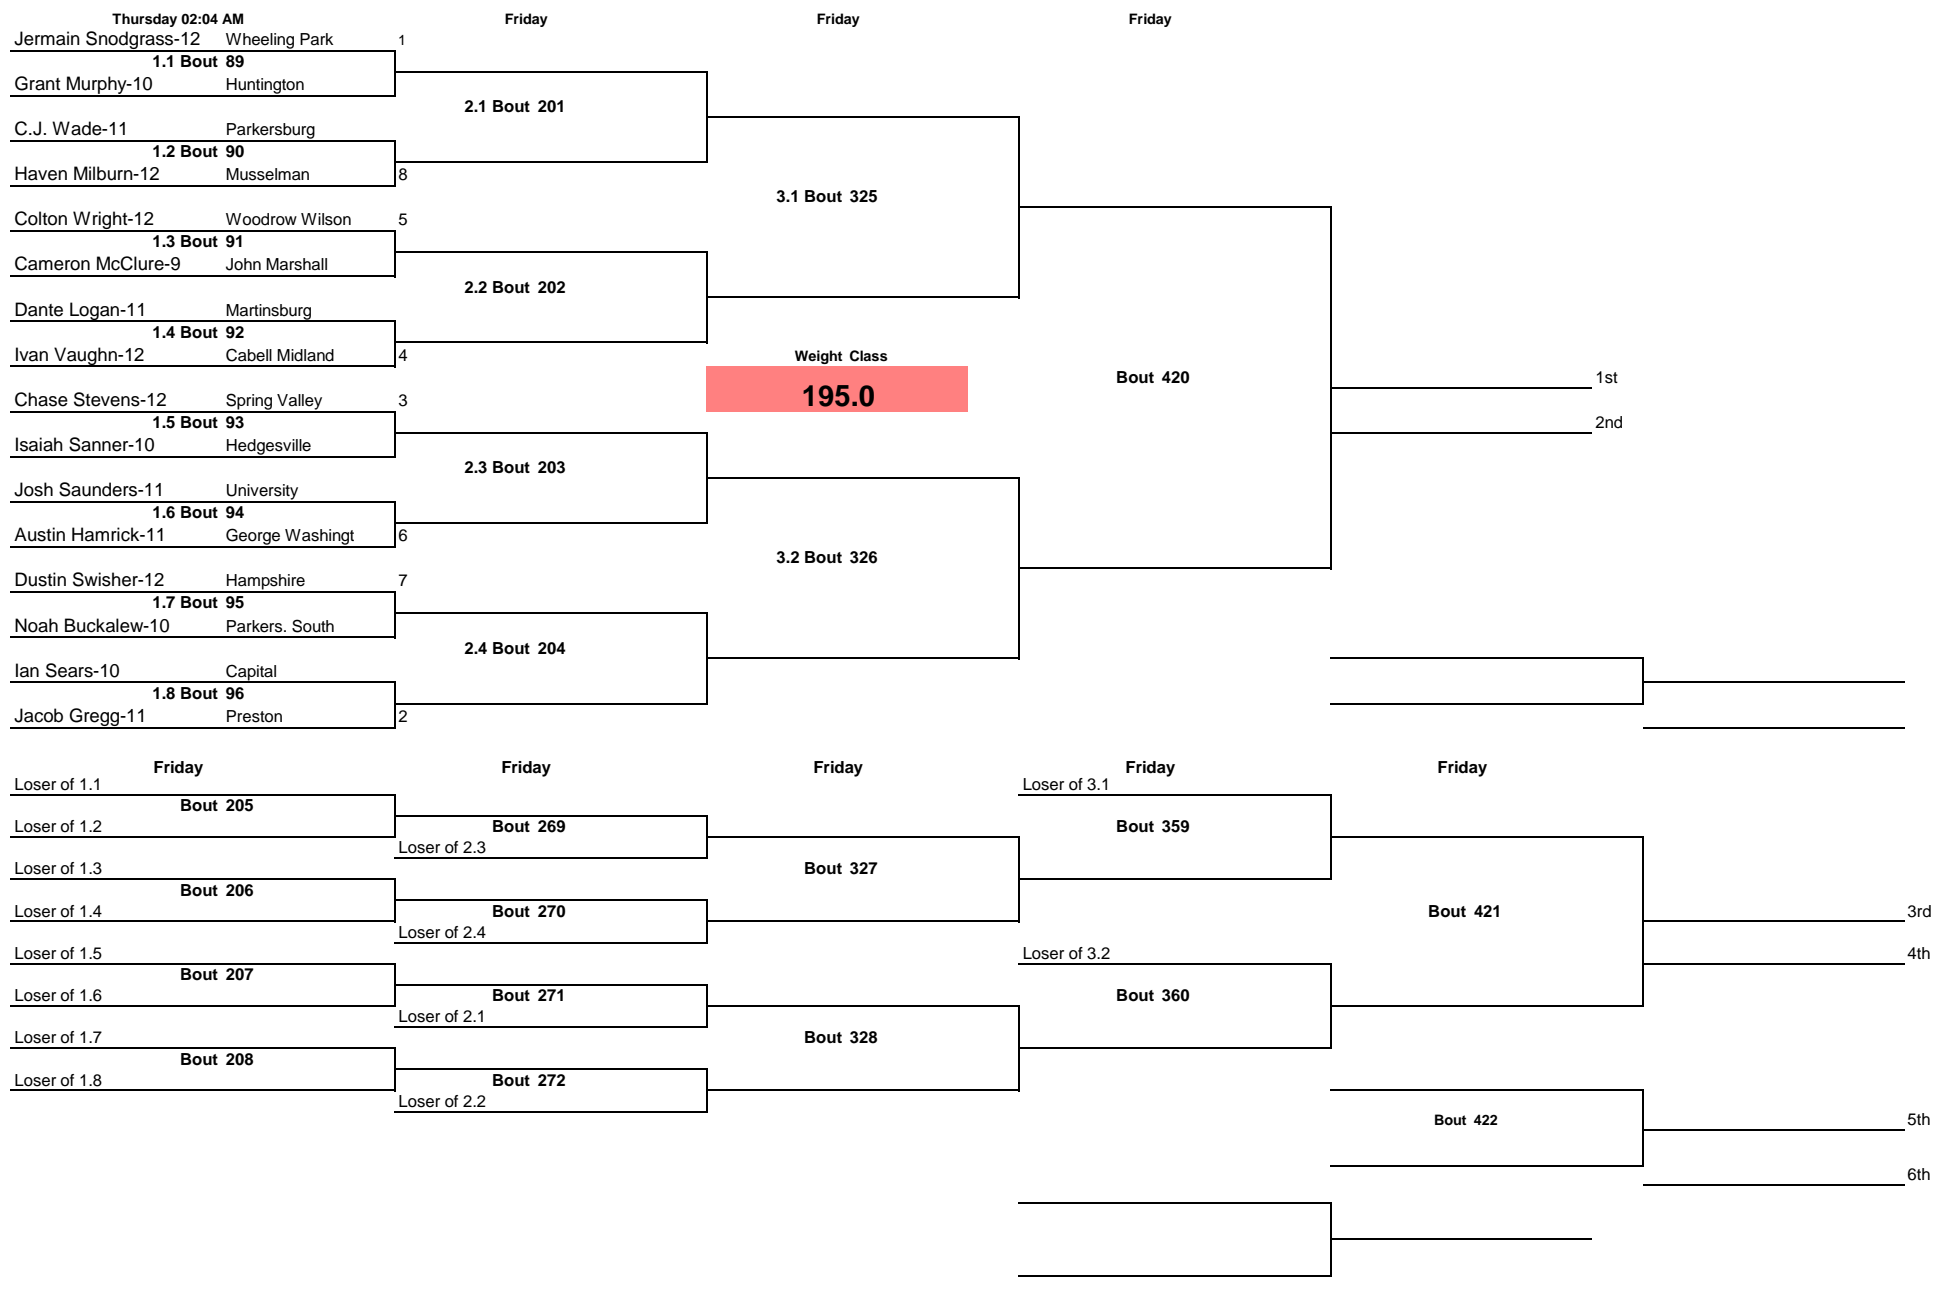 Thursday 02:04 AM Friday Friday Friday
Jermain Snodgrass-12 Wheeling Park 1
1.1 Bout 89
Grant Murphy-10 Huntington
2.1 Bout 201
C.J. Wade-11 Parkersburg
1.2 Bout 90
Haven Milburn-12 Musselman 8
3.1 Bout 325
Colton Wright-12 Woodrow Wilson 5
1.3 Bout 91
Cameron McClure-9 John Marshall
2.2 Bout 202
Dante Logan-11 Martinsburg
1.4 Bout 92
Ivan Vaughn-12 Cabell Midland 4 Weight Class
Bout 420 1st
195.0
Chase Stevens-12 Spring Valley 3
1.5 Bout 93 2nd
Isaiah Sanner-10 Hedgesville
2.3 Bout 203
Josh Saunders-11 University
1.6 Bout 94
Austin Hamrick-11 George Washingt 6
3.2 Bout 326
Dustin Swisher-12 Hampshire 7
1.7 Bout 95
Noah Buckalew-10 Parkers. South
2.4 Bout 204
Ian Sears-10 Capital
1.8 Bout 96
Jacob Gregg-11 Preston 2
Friday Friday Friday Friday Friday
Loser of 1.1 Loser of 3.1
Bout 205
Loser of 1.2 Bout 269 Bout 359
Loser of 2.3
Loser of 1.3 Bout 327
Bout 206
Loser of 1.4 Bout 270 Bout 421 3rd
Loser of 2.4
Loser of 1.5 Loser of 3.2 4th
Bout 207
Loser of 1.6 Bout 271 Bout 360
Loser of 2.1
Loser of 1.7 Bout 328
Bout 208
Loser of 1.8 Bout 272
Loser of 2.2
Bout 422 5th
6th